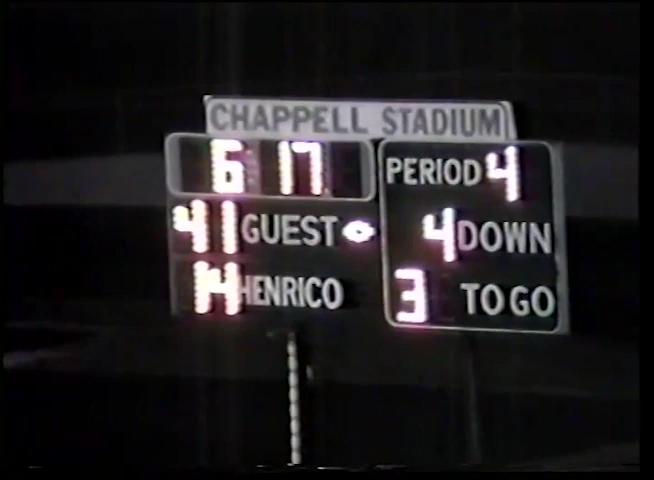 CHAPPELL STADIUM
6 17
PERIOD 4
41 GUEST
4 DOWN
14 HENRICO
3 TO GO